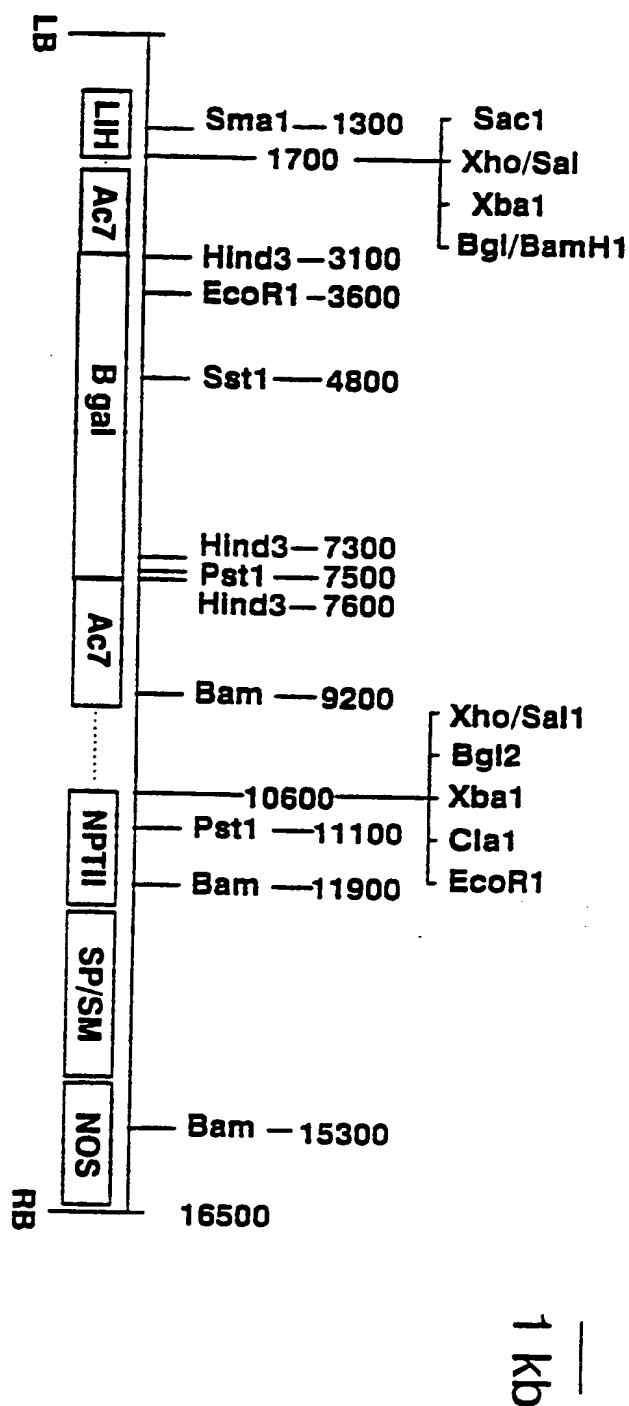 LB
LIH
Sma1—1300
Sac1
1700
Xho/Sal
Ac7
Xba1
Bgl/BamH1
Hind3—3100
EcoR1-3600
B gal
Sst1—4800
Hind3—7300
Pst1—7500
Hind3—7600
Ac7
Bam—9200
Xho/Sal1
Bgl2
10600
Xba1
NPTII
Pst1—11100
Cla1
Bam—11900
EcoR1
SP/SM
NOS
Bam—15300
RB
16500
1 kb